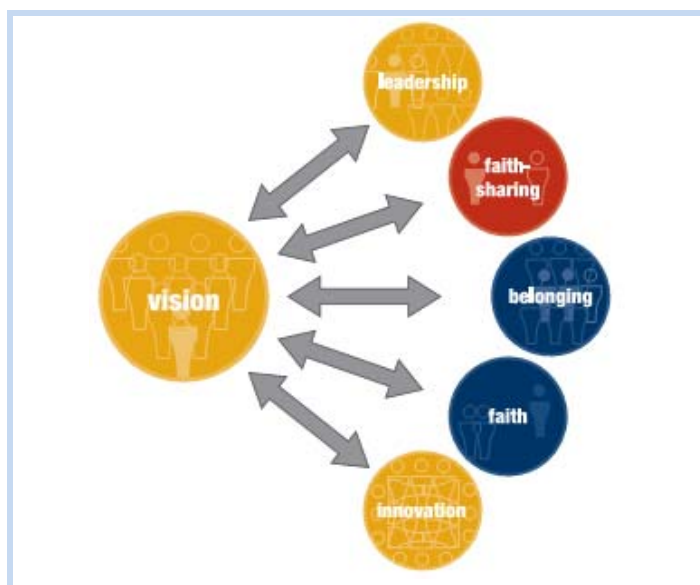 leadership
faith-
sharing
vision
belonging
faith
innovation